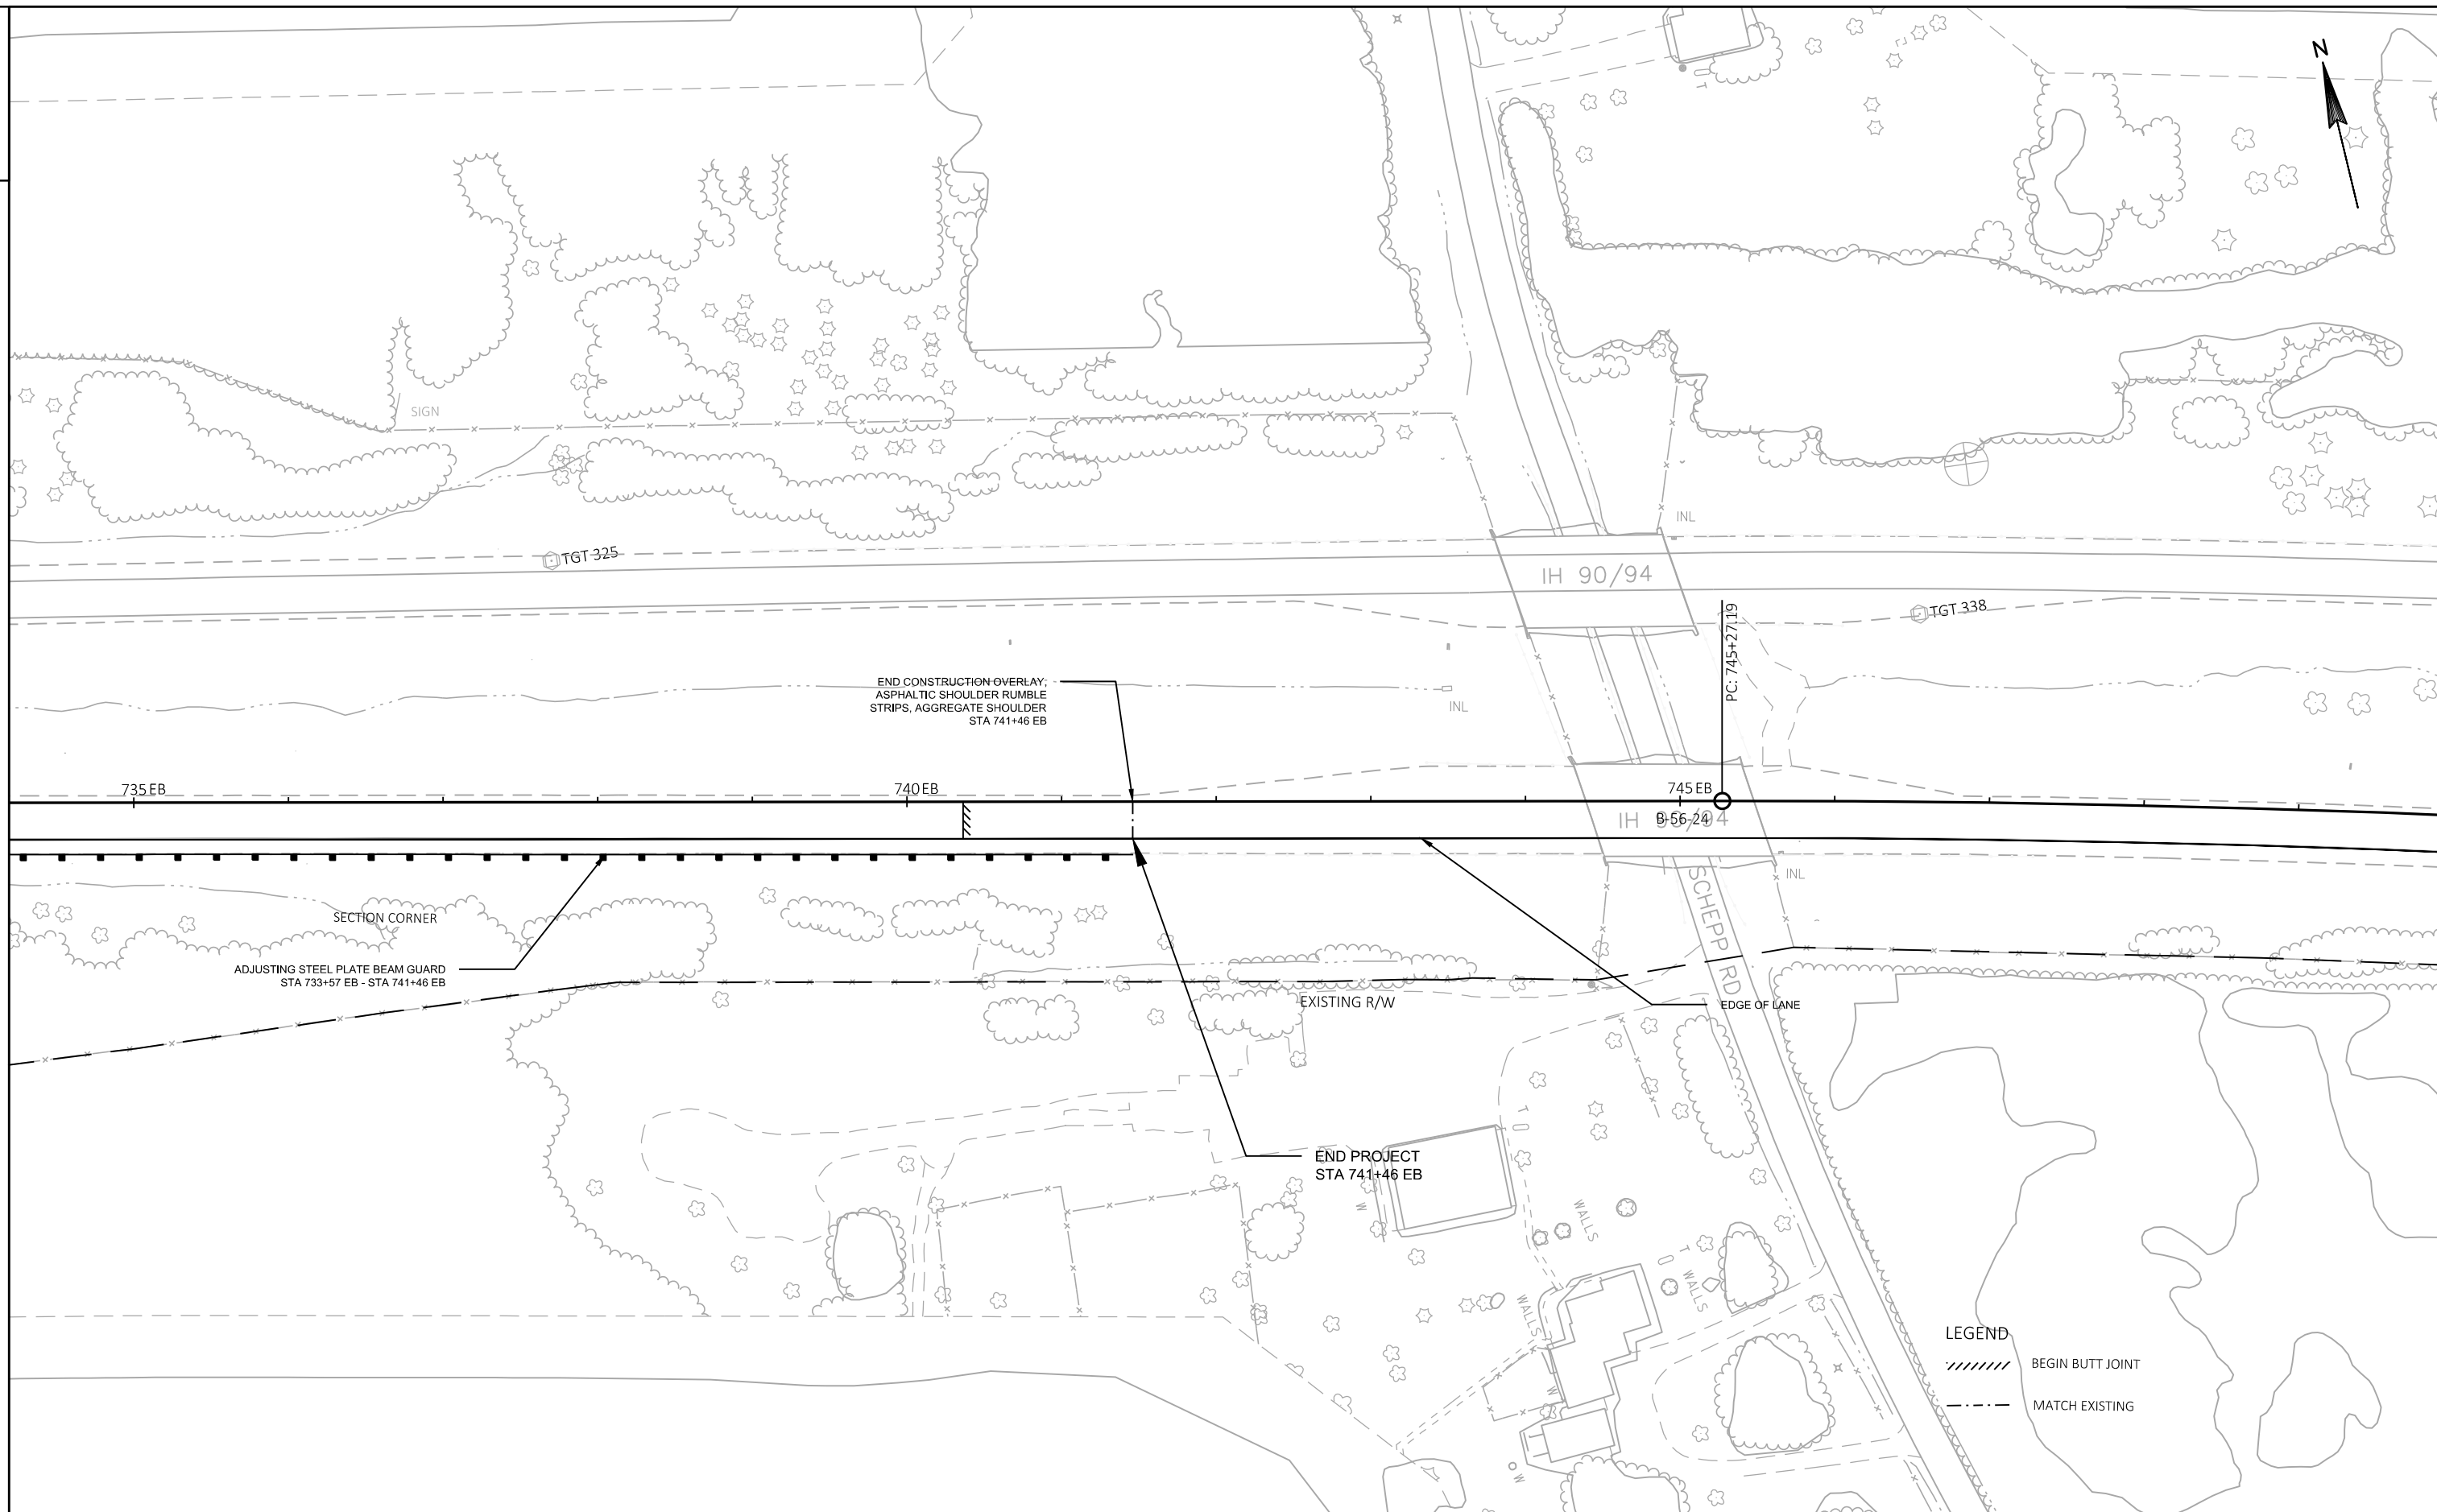 N
SIGN
INL
TGT 325
IH 90/94
TGT 338
PC: 745+27.19
END CONSTRUCTION OVERLAY,
ASPHALTIC SHOULDER RUMBLE
STRIPS, AGGREGATE SHOULDER
STA 741+46 EB
INL
735 EB
740 EB
745 EB
IH 90/94
B-56-24
INL
SCHEPP RD
SECTION CORNER
ADJUSTING STEEL PLATE BEAM GUARD
STA 733+57 EB - STA 741+46 EB
EXISTING R/W
EDGE OF LANE
END PROJECT
STA 741+46 EB
W
WALLS
T
WALLS
WALLS
W
W
LEGEND
BEGIN BUTT JOINT
MATCH EXISTING